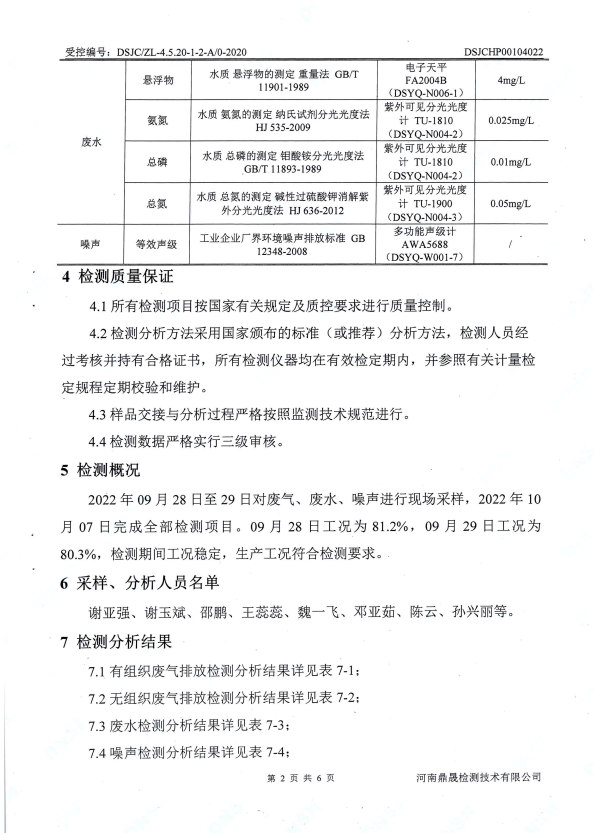 受控编号：DSJC/ZL-4.5.20-1-2-A/0-2020 DSJCHP00104022
废水
悬浮物
水质 悬浮物的测定 重量法 GB/T
11901-1989
电子天平
FA2004B
（DSYQ-N006-1）
4mg/L
氨氮
水质 氨氮的测定 纳氏试剂分光光度法
HJ 535-2009
紫外可见分光光度
计 TU-1810
（DSYQ-N004-2）
0.025mg/L
总磷
水质 总磷的测定 钼酸铵分光光度法
GB/T 11893-1989
紫外可见分光光度
计 TU-1810
（DSYQ-N004-2）
0.01mg/L
总氮
水质 总氮的测定 碱性过硫酸钾消解紫
外分光光度法 HJ 636-2012
紫外可见分光光度
计 TU-1900
（DSYQ-N004-3）
0.05mg/L
噪声
等效声级
工业企业厂界环境噪声排放标准 GB
12348-2008
多功能声级计
AWA5688
（DSYQ-W001-7）
/
4 检测质量保证
4.1 所有检测项目按国家有关规定及质控要求进行质量控制。
4.2 检测分析方法采用国家颁布的标准（或推荐）分析方法，检测人员经
过考核并持有合格证书，所有检测仪器均在有效检定期内，并参照有关计量检
定规程定期校验和维护。
4.3 样品交接与分析过程严格按照监测技术规范进行。
4.4 检测数据严格实行三级审核。
5 检测概况
2022 年 09 月 28 日至 29 日对废气、废水、噪声进行现场采样，2022 年 10
月 07 日完成全部检测项目。09 月 28 日工况为 81.2%，09 月 29 日工况为
80.3%，检测期间工况稳定，生产工况符合检测要求。
6 采样、分析人员名单
谢亚强、谢玉斌、邵鹏、王蕊蕊、魏一飞、邓亚茹、陈云、孙兴丽等。
7 检测分析结果
7.1 有组织废气排放检测分析结果详见表 7-1；
7.2 无组织废气排放检测分析结果详见表 7-2；
7.3 废水检测分析结果详见表 7-3；
7.4 噪声检测分析结果详见表 7-4；
第 2 页 共 6 页 河南鼎晟检测技术有限公司